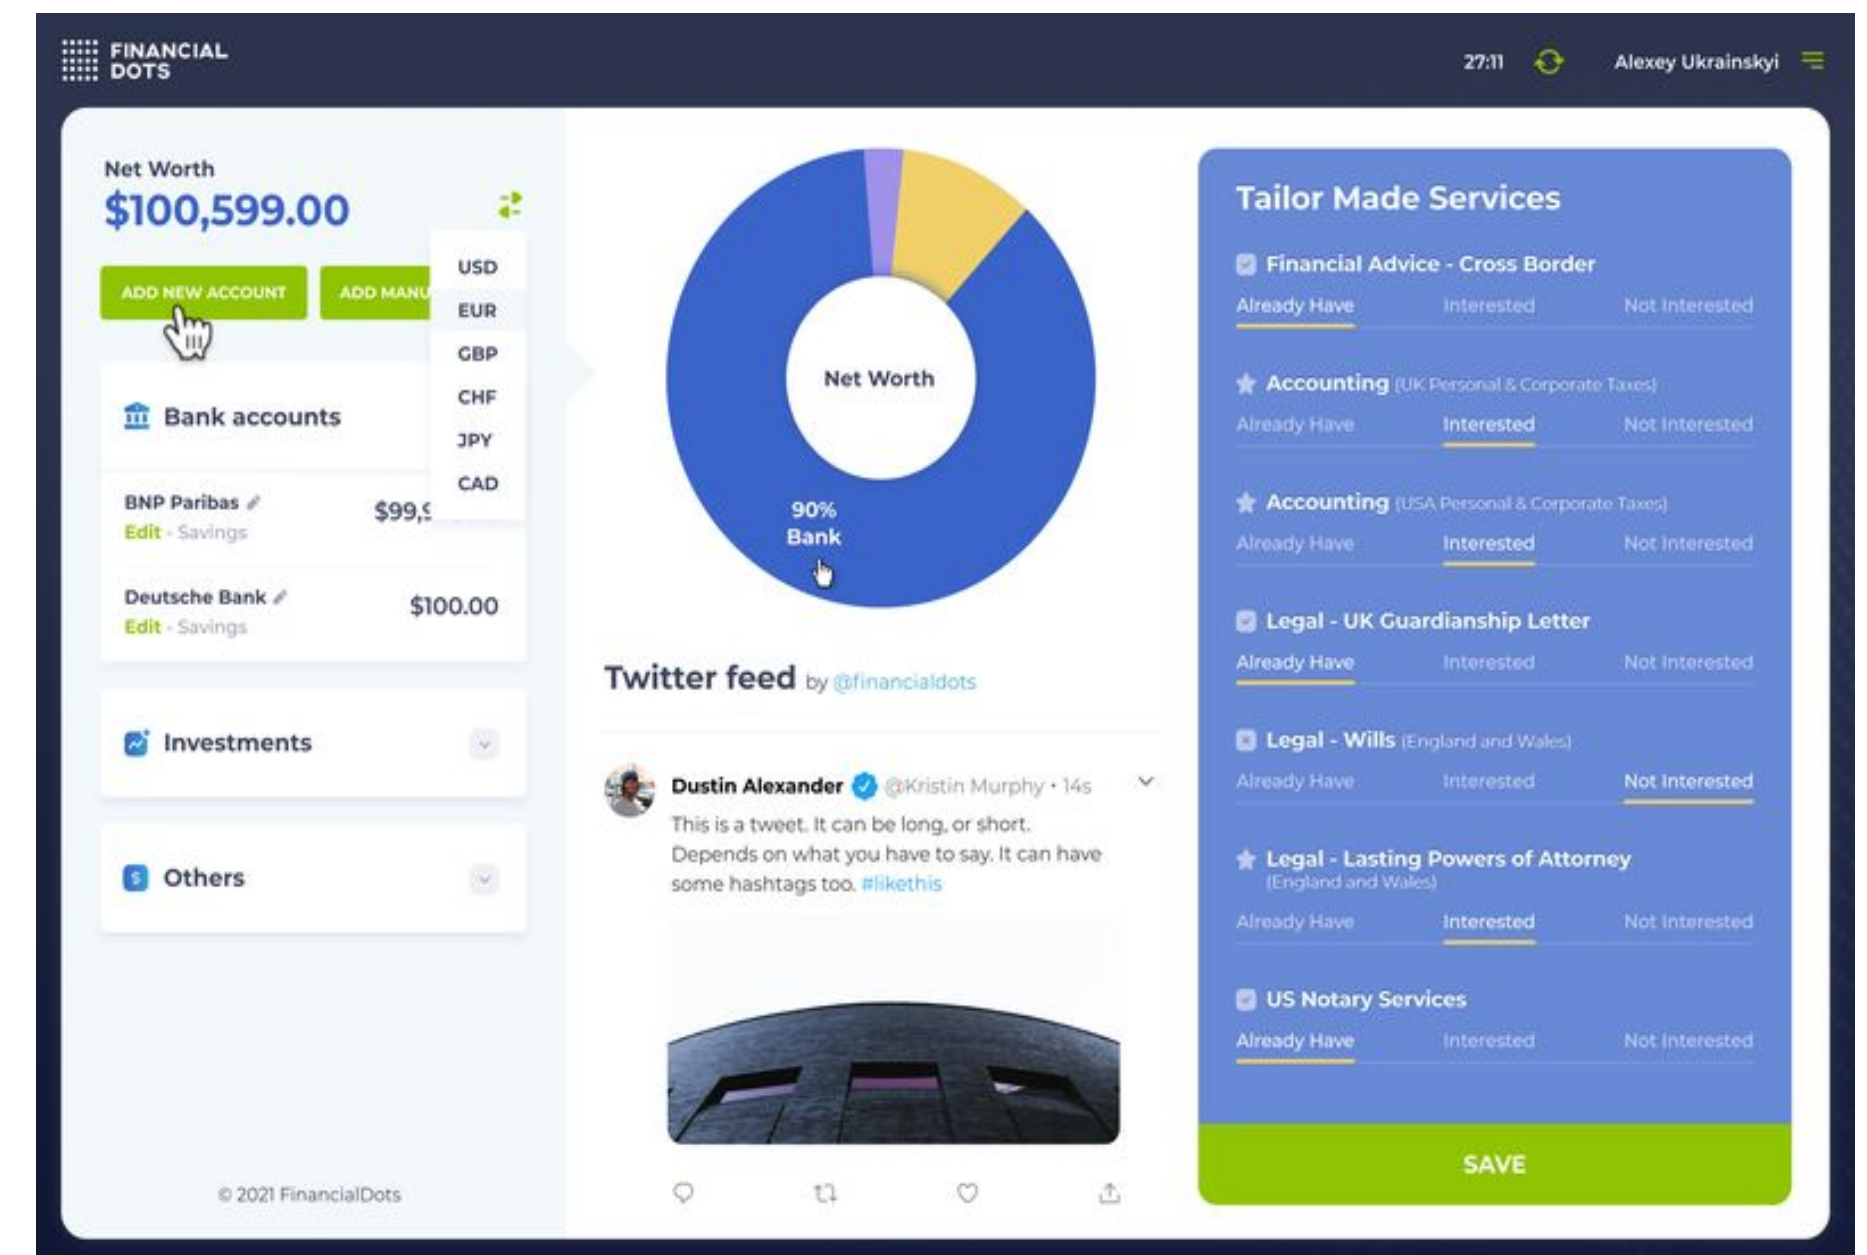 FINANCIAL
DOTS
27:11
Alexey Ukrainskyi
Net Worth
$100,599.00
ADD NEW ACCOUNT
ADD MANU
USD
EUR
GBP
CHF
JPY
CAD
Bank accounts
BNP Paribas
$99,9
Edit - Savings
Deutsche Bank
$100.00
Edit - Savings
Investments
Others
© 2021 FinancialDots
Net Worth
90%
Bank
Twitter feed by @financialdots
Dustin Alexander @Kristin Murphy • 14s
This is a tweet. It can be long, or short.
Depends on what you have to say. It can have
some hashtags too. #likethis
Tailor Made Services
Financial Advice - Cross Border
Already Have Interested Not Interested
Accounting (UK Personal & Corporate Taxes)
Already Have Interested Not Interested
Accounting (USA Personal & Corporate Taxes)
Already Have Interested Not Interested
Legal - UK Guardianship Letter
Already Have Interested Not Interested
Legal - Wills (England and Wales)
Already Have Interested Not Interested
Legal - Lasting Powers of Attorney
(England and Wales)
Already Have Interested Not Interested
US Notary Services
Already Have Interested Not Interested
SAVE